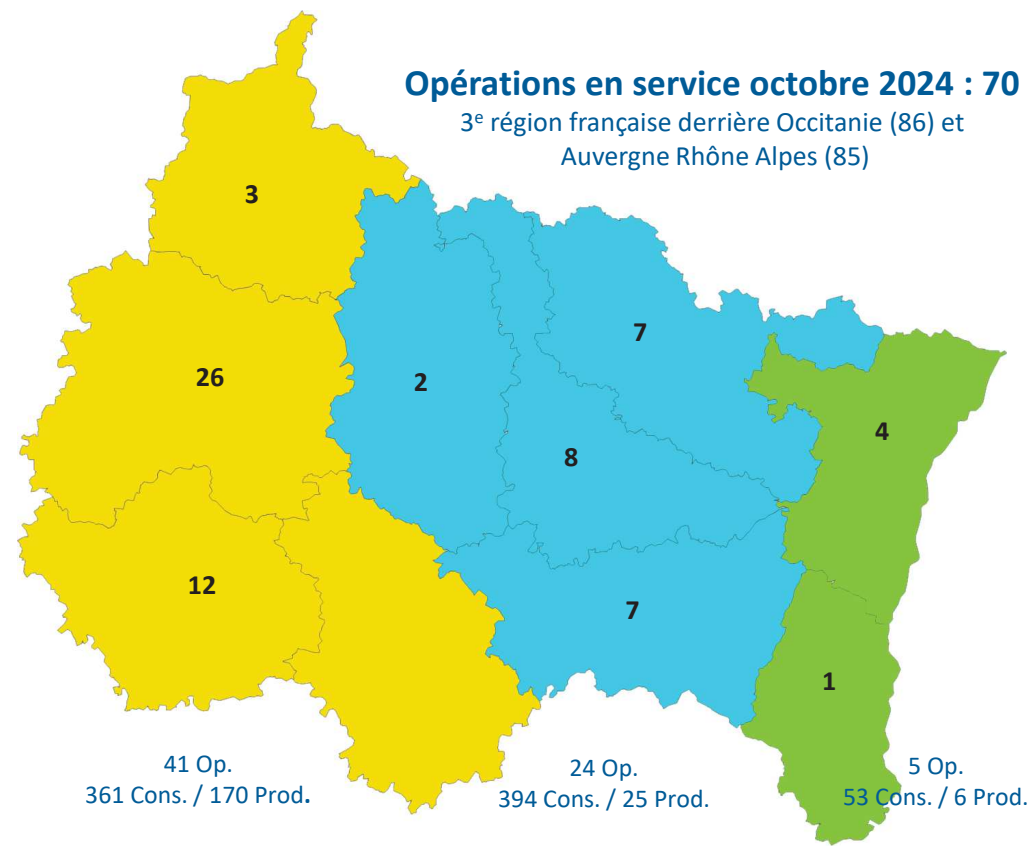 Opérations en service octobre 2024 : 70
3e région française derrière Occitanie (86) et
Auvergne Rhône Alpes (85)
3
7
26
2
4
8
12
7
1
41 Op.
361 Cons. / 170 Prod.
24 Op.
394 Cons. / 25 Prod.
5 Op.
53 Cons. / 6 Prod.